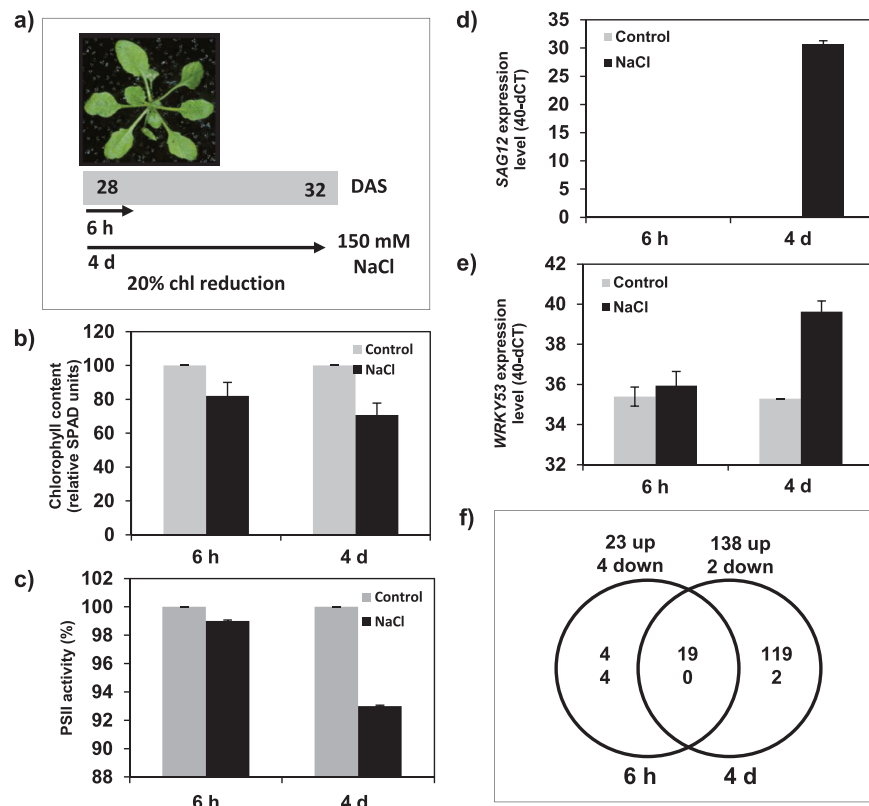 a)
28
32
DAS
6 h
4 d
150 mM
NaCl
20% chl reduction
b)
Chlorophyll content
(relative SPAD units)
120
100
80
60
40
20
0
Control
NaCl
6 h
4 d
c)
PSII activity (%)
102
100
98
96
94
92
90
88
Control
NaCl
6 h
4 d
d)
SAG12 expression
level (40-dCT)
35
30
25
20
15
10
5
0
Control
NaCl
6 h
4 d
e)
WRKY53 expression
level (40-dCT)
42
40
38
36
34
32
Control
NaCl
6 h
4 d
f)
23 up
4 down
138 up
2 down
4
4
19
0
119
2
6 h
4 d